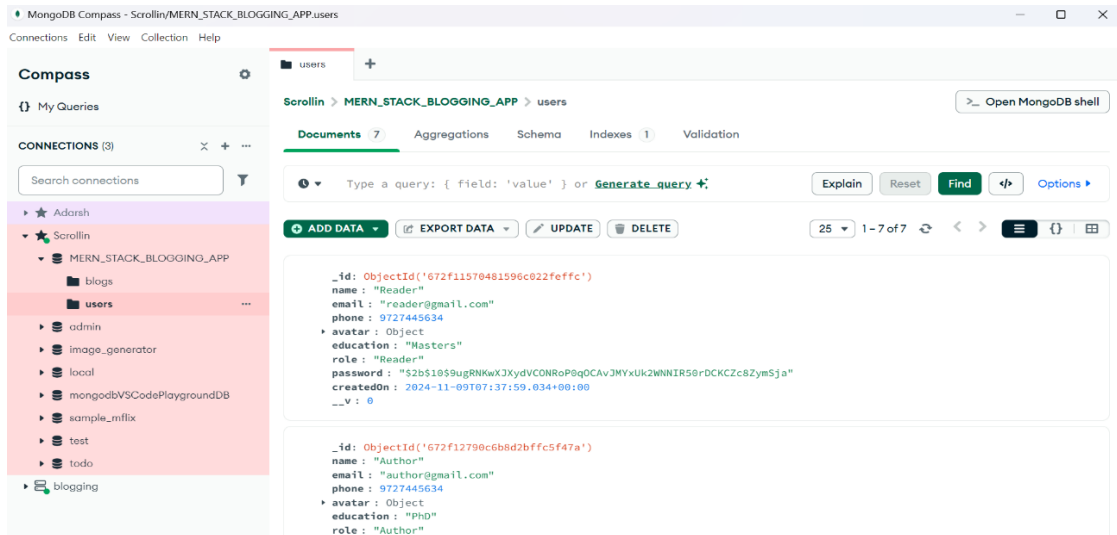 MongoDB Compass - Scrollin/MERN_STACK_BLOGGING_APP.users
Connections Edit View Collection Help
Compass
{} My Queries
CONNECTIONS (3)
Search connections
Adarsh
Scrollin
MERN_STACK_BLOGGING_APP
blogs
users
admin
image_generator
local
mongodbVSCodePlaygroundDB
sample_mflix
test
todo
blogging
users
Scrollin > MERN_STACK_BLOGGING_APP > users
>_ Open MongoDB shell
Documents 7 Aggregations Schema Indexes 1 Validation
Type a query: { field: 'value' } or Generate query
Explain Reset Find </> Options
ADD DATA EXPORT DATA UPDATE DELETE
25 1 – 7 of 7 {}
_id: ObjectId('672f11570481596c022feffc')
name : "Reader"
email : "reader@gmail.com"
phone : 9727445634
avatar : Object
education : "Masters"
role : "Reader"
password : "$2b$10$9ugRNKwXJXydVCONRoP0qOCAvJMYxUk2WNNIR50rDCKCZc8ZymSja"
createdOn : 2024-11-09T07:37:59.034+00:00
__v : 0
_id: ObjectId('672f12790c6b8d2bffc5f47a')
name : "Author"
email : "author@gmail.com"
phone : 9727445634
avatar : Object
education : "PhD"
role : "Author"